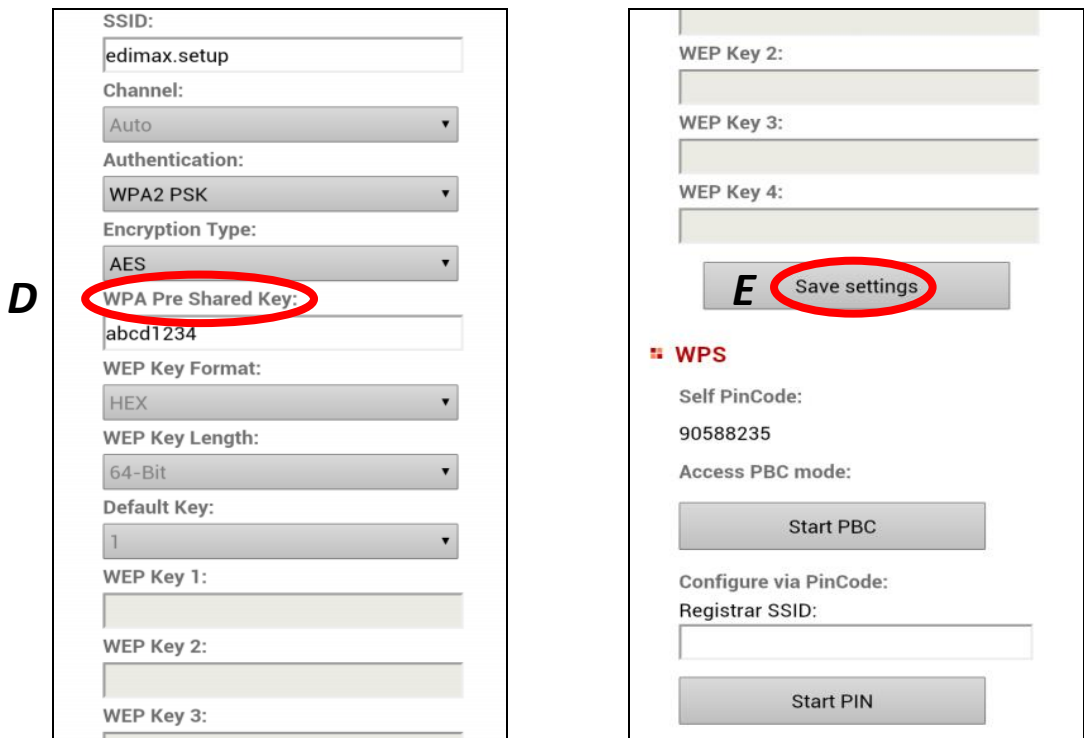 SSID:
edimax.setup
Channel:
Auto
Authentication:
WPA2 PSK
Encryption Type:
AES
D
WPA Pre Shared Key:
abcd1234
WEP Key Format:
HEX
WEP Key Length:
64-Bit
Default Key:
1
WEP Key 1:
WEP Key 2:
WEP Key 3:
WEP Key 2:
WEP Key 3:
WEP Key 4:
E Save settings
WPS
Self PinCode:
90588235
Access PBC mode:
Start PBC
Configure via PinCode:
Registrar SSID:
Start PIN